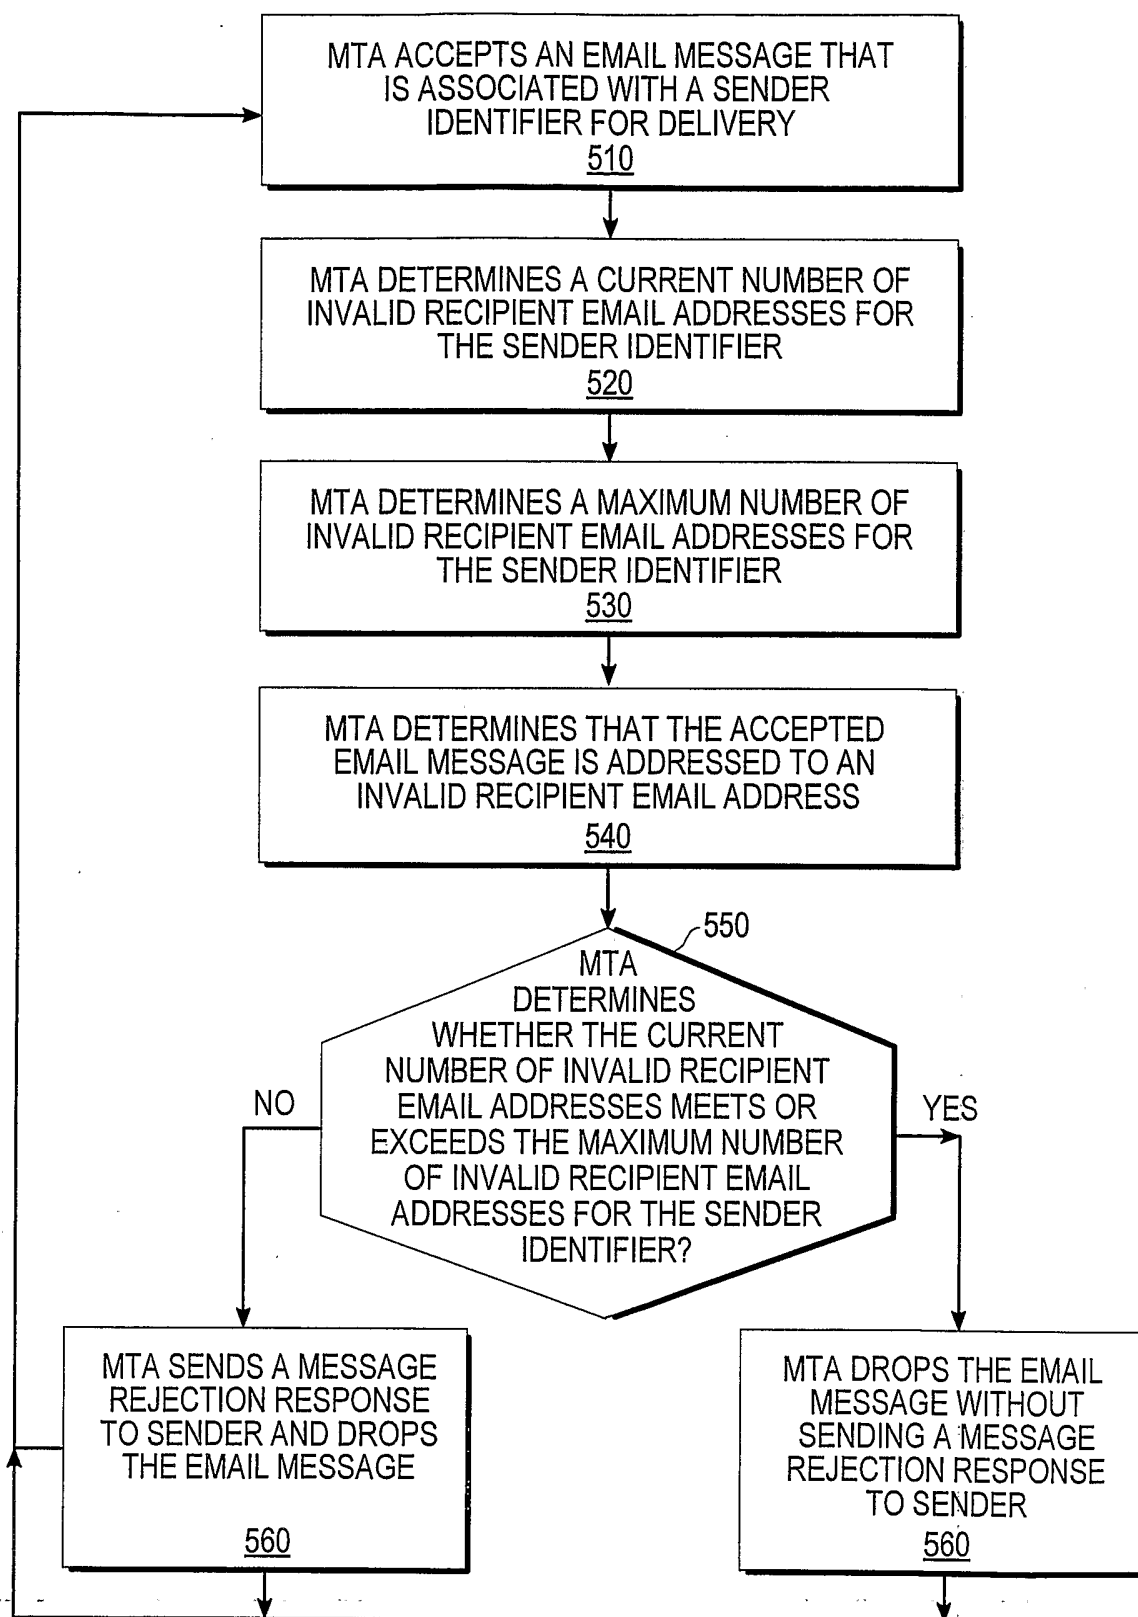 MTA ACCEPTS AN EMAIL MESSAGE THAT
IS ASSOCIATED WITH A SENDER
IDENTIFIER FOR DELIVERY
510
MTA DETERMINES A CURRENT NUMBER OF
INVALID RECIPIENT EMAIL ADDRESSES FOR
THE SENDER IDENTIFIER
520
MTA DETERMINES A MAXIMUM NUMBER OF
INVALID RECIPIENT EMAIL ADDRESSES FOR
THE SENDER IDENTIFIER
530
MTA DETERMINES THAT THE ACCEPTED
EMAIL MESSAGE IS ADDRESSED TO AN
INVALID RECIPIENT EMAIL ADDRESS
540
550
MTA
DETERMINES
WHETHER THE CURRENT
NUMBER OF INVALID RECIPIENT
EMAIL ADDRESSES MEETS OR
EXCEEDS THE MAXIMUM NUMBER
OF INVALID RECIPIENT EMAIL
ADDRESSES FOR THE SENDER
IDENTIFIER?
NO
YES
MTA SENDS A MESSAGE
REJECTION RESPONSE
TO SENDER AND DROPS
THE EMAIL MESSAGE
560
MTA DROPS THE EMAIL
MESSAGE WITHOUT
SENDING A MESSAGE
REJECTION RESPONSE
TO SENDER
560